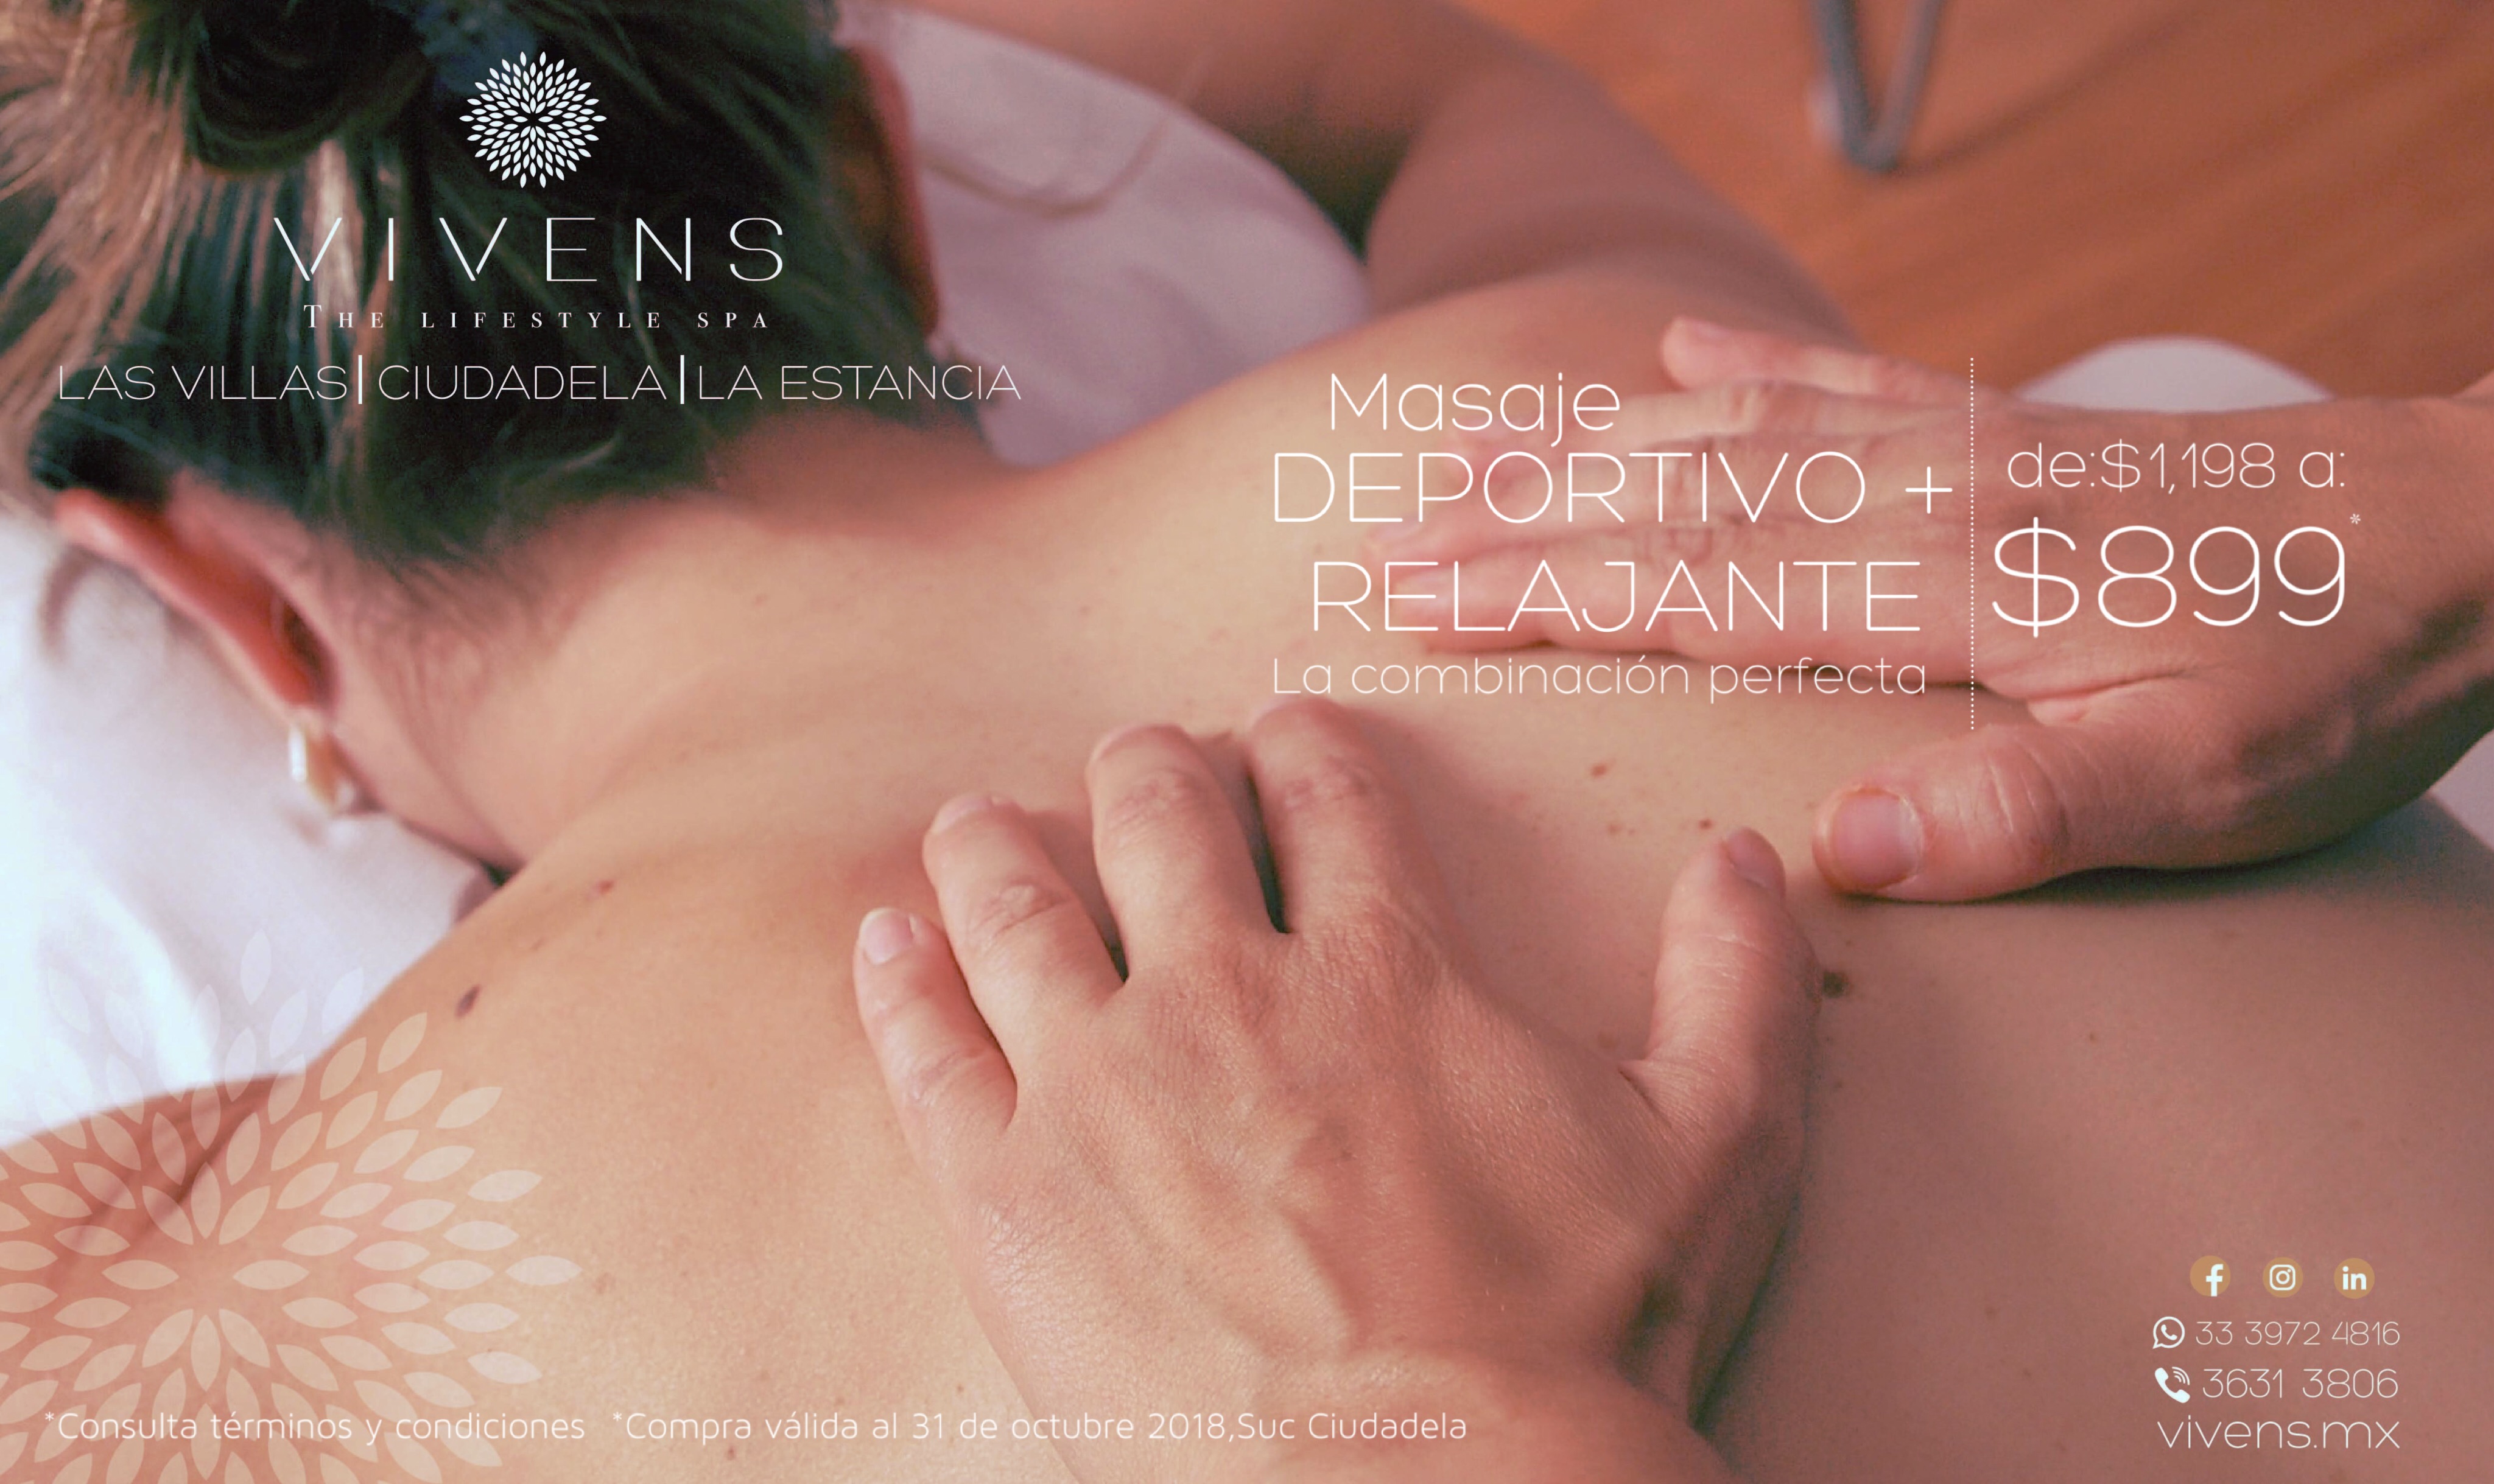 VIVENS
THE LIFESTYLE SPA
LAS VILLAS|CIUDADELA|LA ESTANCIA
Masaje
DEPORTIVO +
RELAJANTE
La combinación perfecta
de:$1,198 a:
$899*
33 3972 4816
3631 3806
vivens.mx
*Consulta términos y condiciones *Compra válida al 31 de octubre 2018,Suc Ciudadela